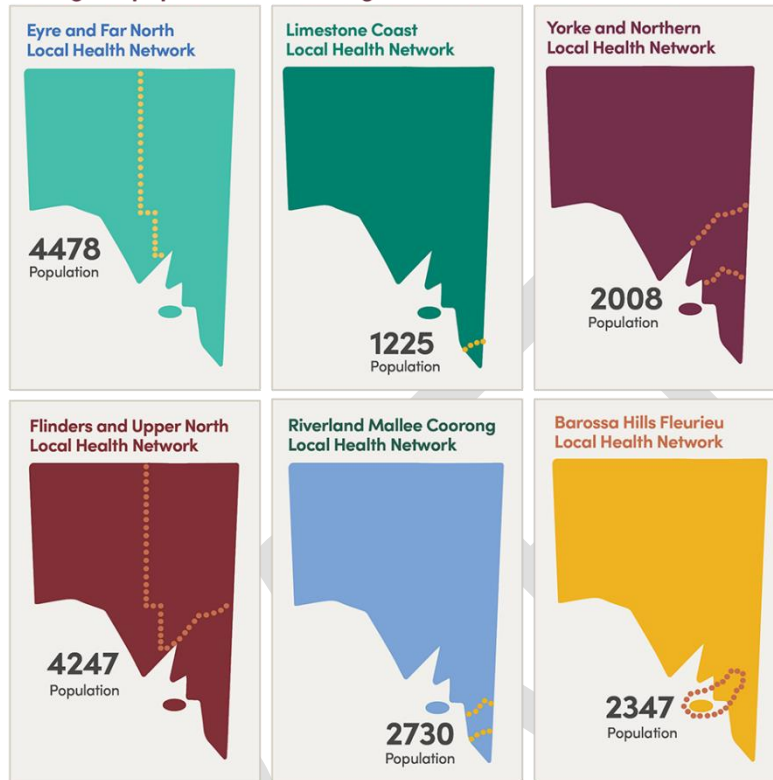 Eyre and Far North
Local Health Network
4478
Population
Limestone Coast
Local Health Network
1225
Population
Yorke and Northern
Local Health Network
2008
Population
Flinders and Upper North
Local Health Network
4247
Population
Riverland Mallee Coorong
Local Health Network
2730
Population
Barossa Hills Fleurieu
Local Health Network
2347
Population